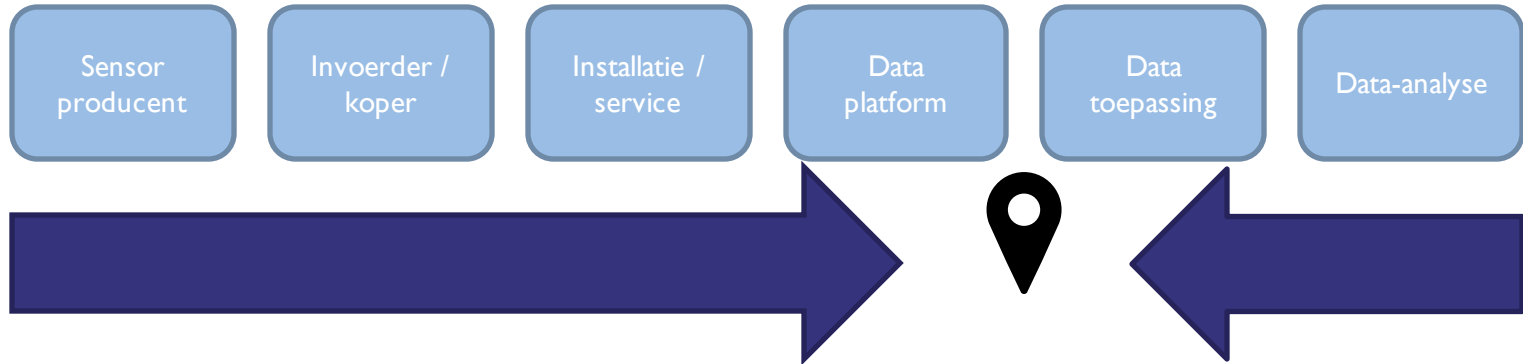 Sensor
producent
Invoerder /
koper
Installatie /
service
Data
platform
Data
toepassing
Data-analyse